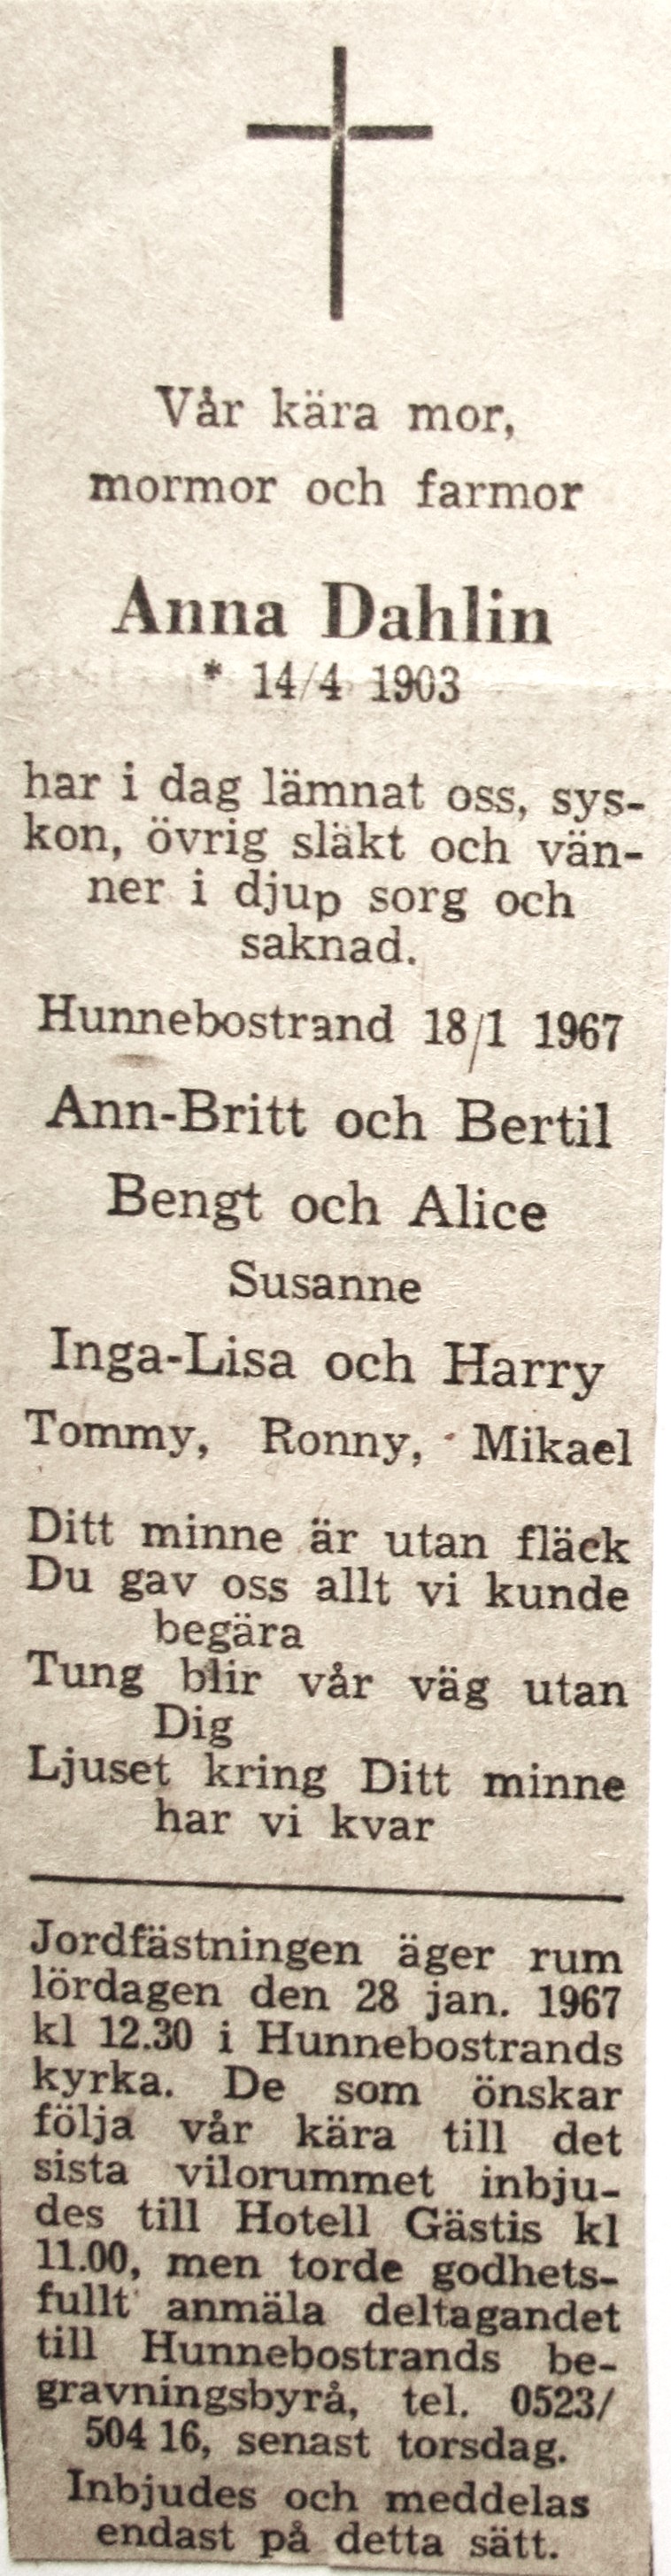 Vår kära mor,
mormor och farmor
Anna Dahlin
* 14/4 1903
har i dag lämnat oss, sys-
kon, övrig släkt och vän-
ner i djup sorg och
saknad.
Hunnebostrand 18/1 1967
Ann-Britt och Bertil
Bengt och Alice
Susanne
Inga-Lisa och Harry
Tommy, Ronny, Mikael
Ditt minne är utan fläck
Du gav oss allt vi kunde
begära
Tung blir vår väg utan
Dig
Ljuset kring Ditt minne
har vi kvar
Jordfästningen äger rum
lördagen den 28 jan. 1967
kl 12.30 i Hunnebostrands
kyrka. De som önskar
följa vår kära till det
sista vilorummet inbju-
des till Hotell Gästis kl
11.00, men torde godhets-
fullt anmäla deltagandet
till Hunnebostrands be-
gravningsbyrå, tel. 0523/
504 16, senast torsdag.
Inbjudes och meddelas
endast på detta sätt.